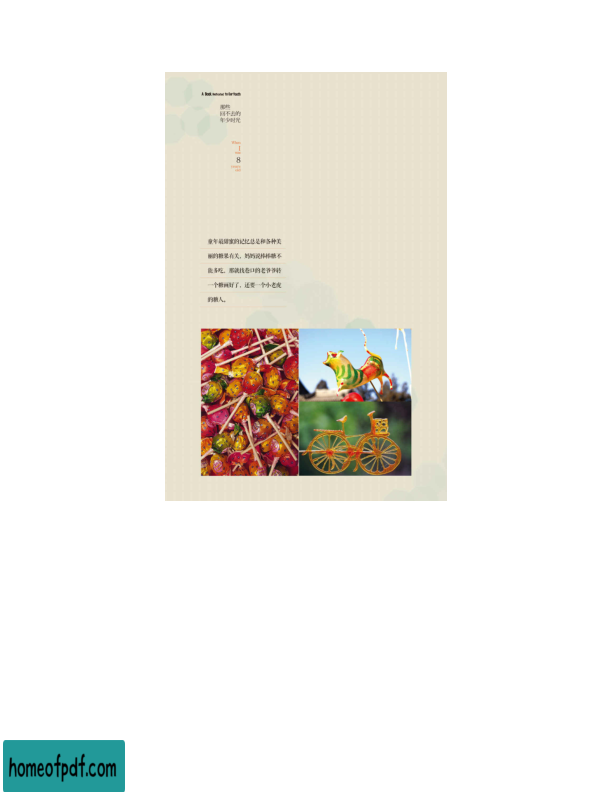 A Book
那些
回不去的
年少时光
1
8
童年最甜蜜的记忆总是和各种美
丽的糖果有关。妈妈说棒棒糖不
能多吃，那就找巷口的老爷爷转
一个糖画好了，还要一个小老虎
的糖人。
homeofpdf.com